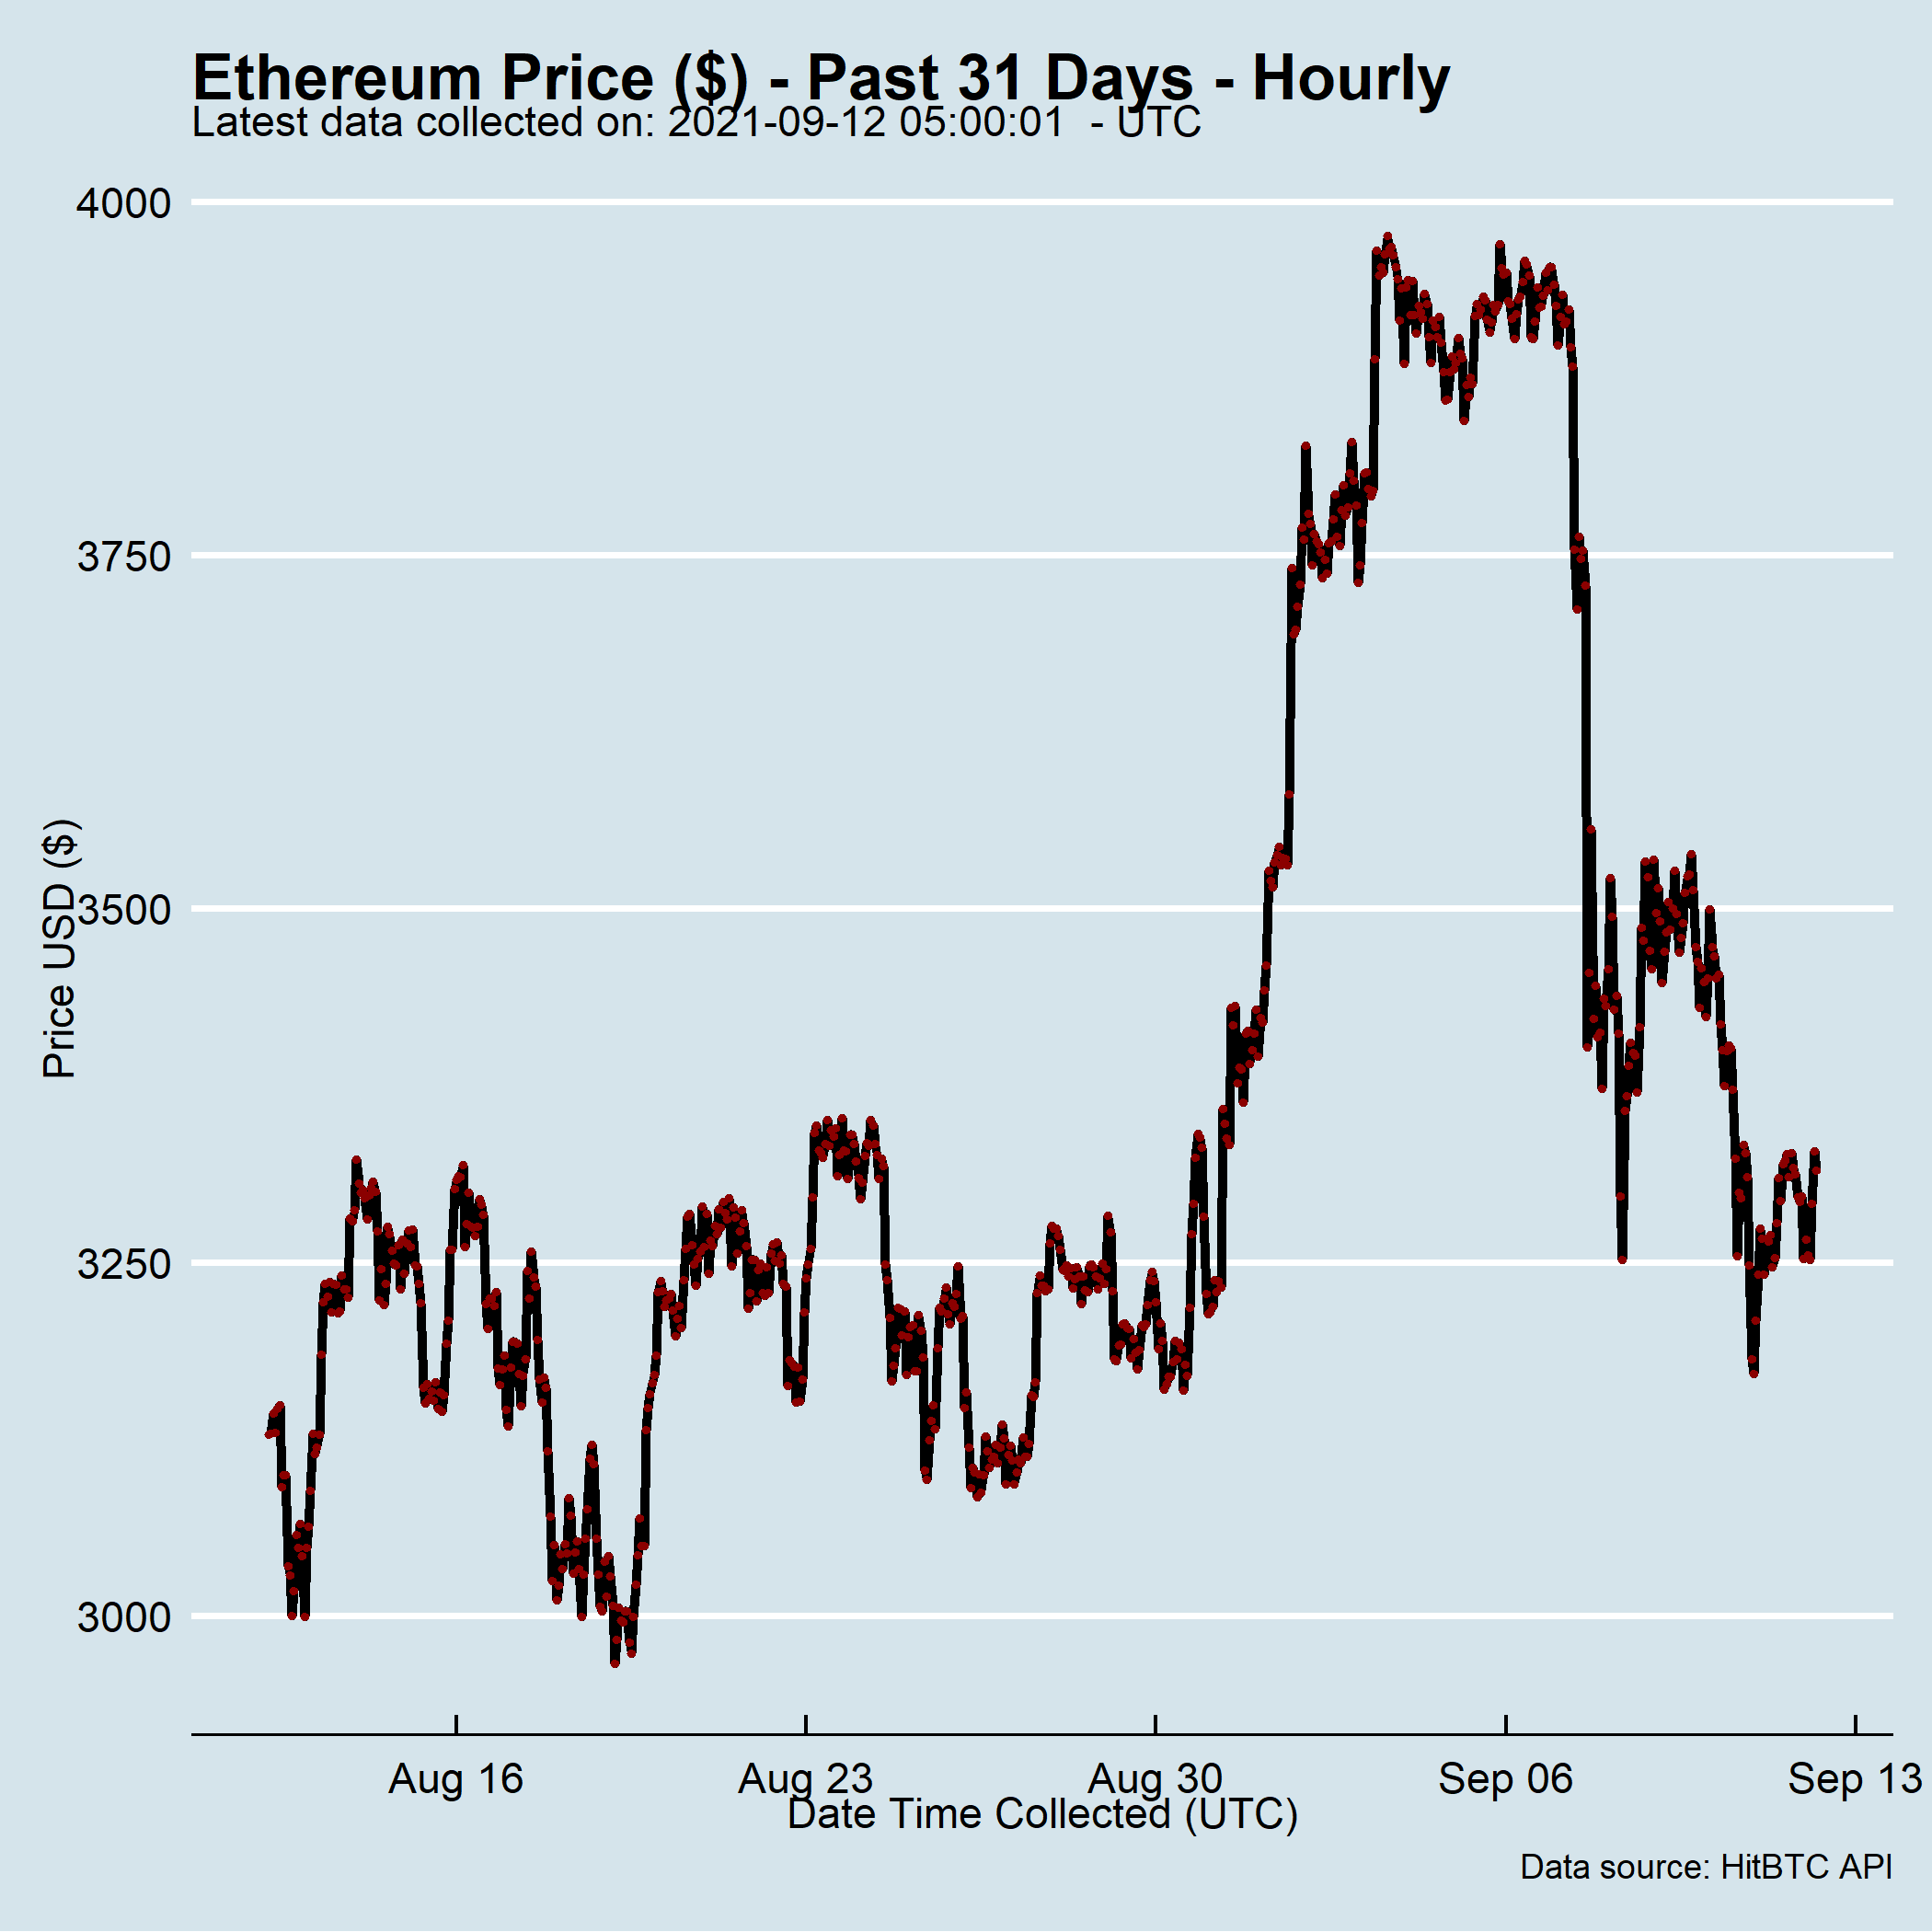 Ethereum Price ($) - Past 31 Days - Hourly
Latest data collected on: 2021-09-12 05:00:01  - UTC
4000
3750
3500
3250
3000
Price USD ($)
Aug 16
Aug 23
Aug 30
Sep 06
Sep 13
Date Time Collected (UTC)
Data source: HitBTC API